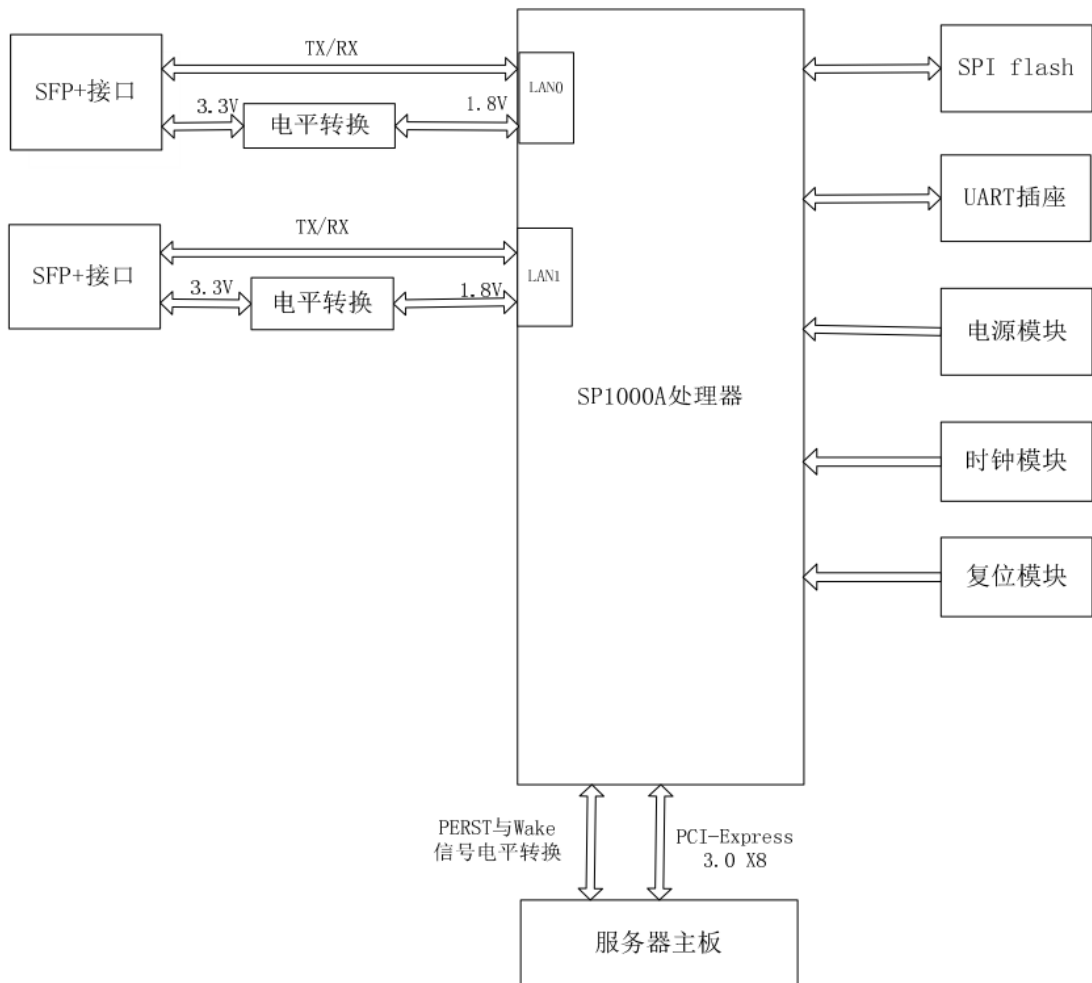 TX/RX
SFP+接口
LAN0
3.3V
电平转换
1.8V
SPI flash
UART插座
TX/RX
SFP+接口
LAN1
3.3V
电平转换
1.8V
电源模块
SP1000A处理器
时钟模块
复位模块
PERST与Wake
信号电平转换
PCI-Express
3.0 X8
服务器主板